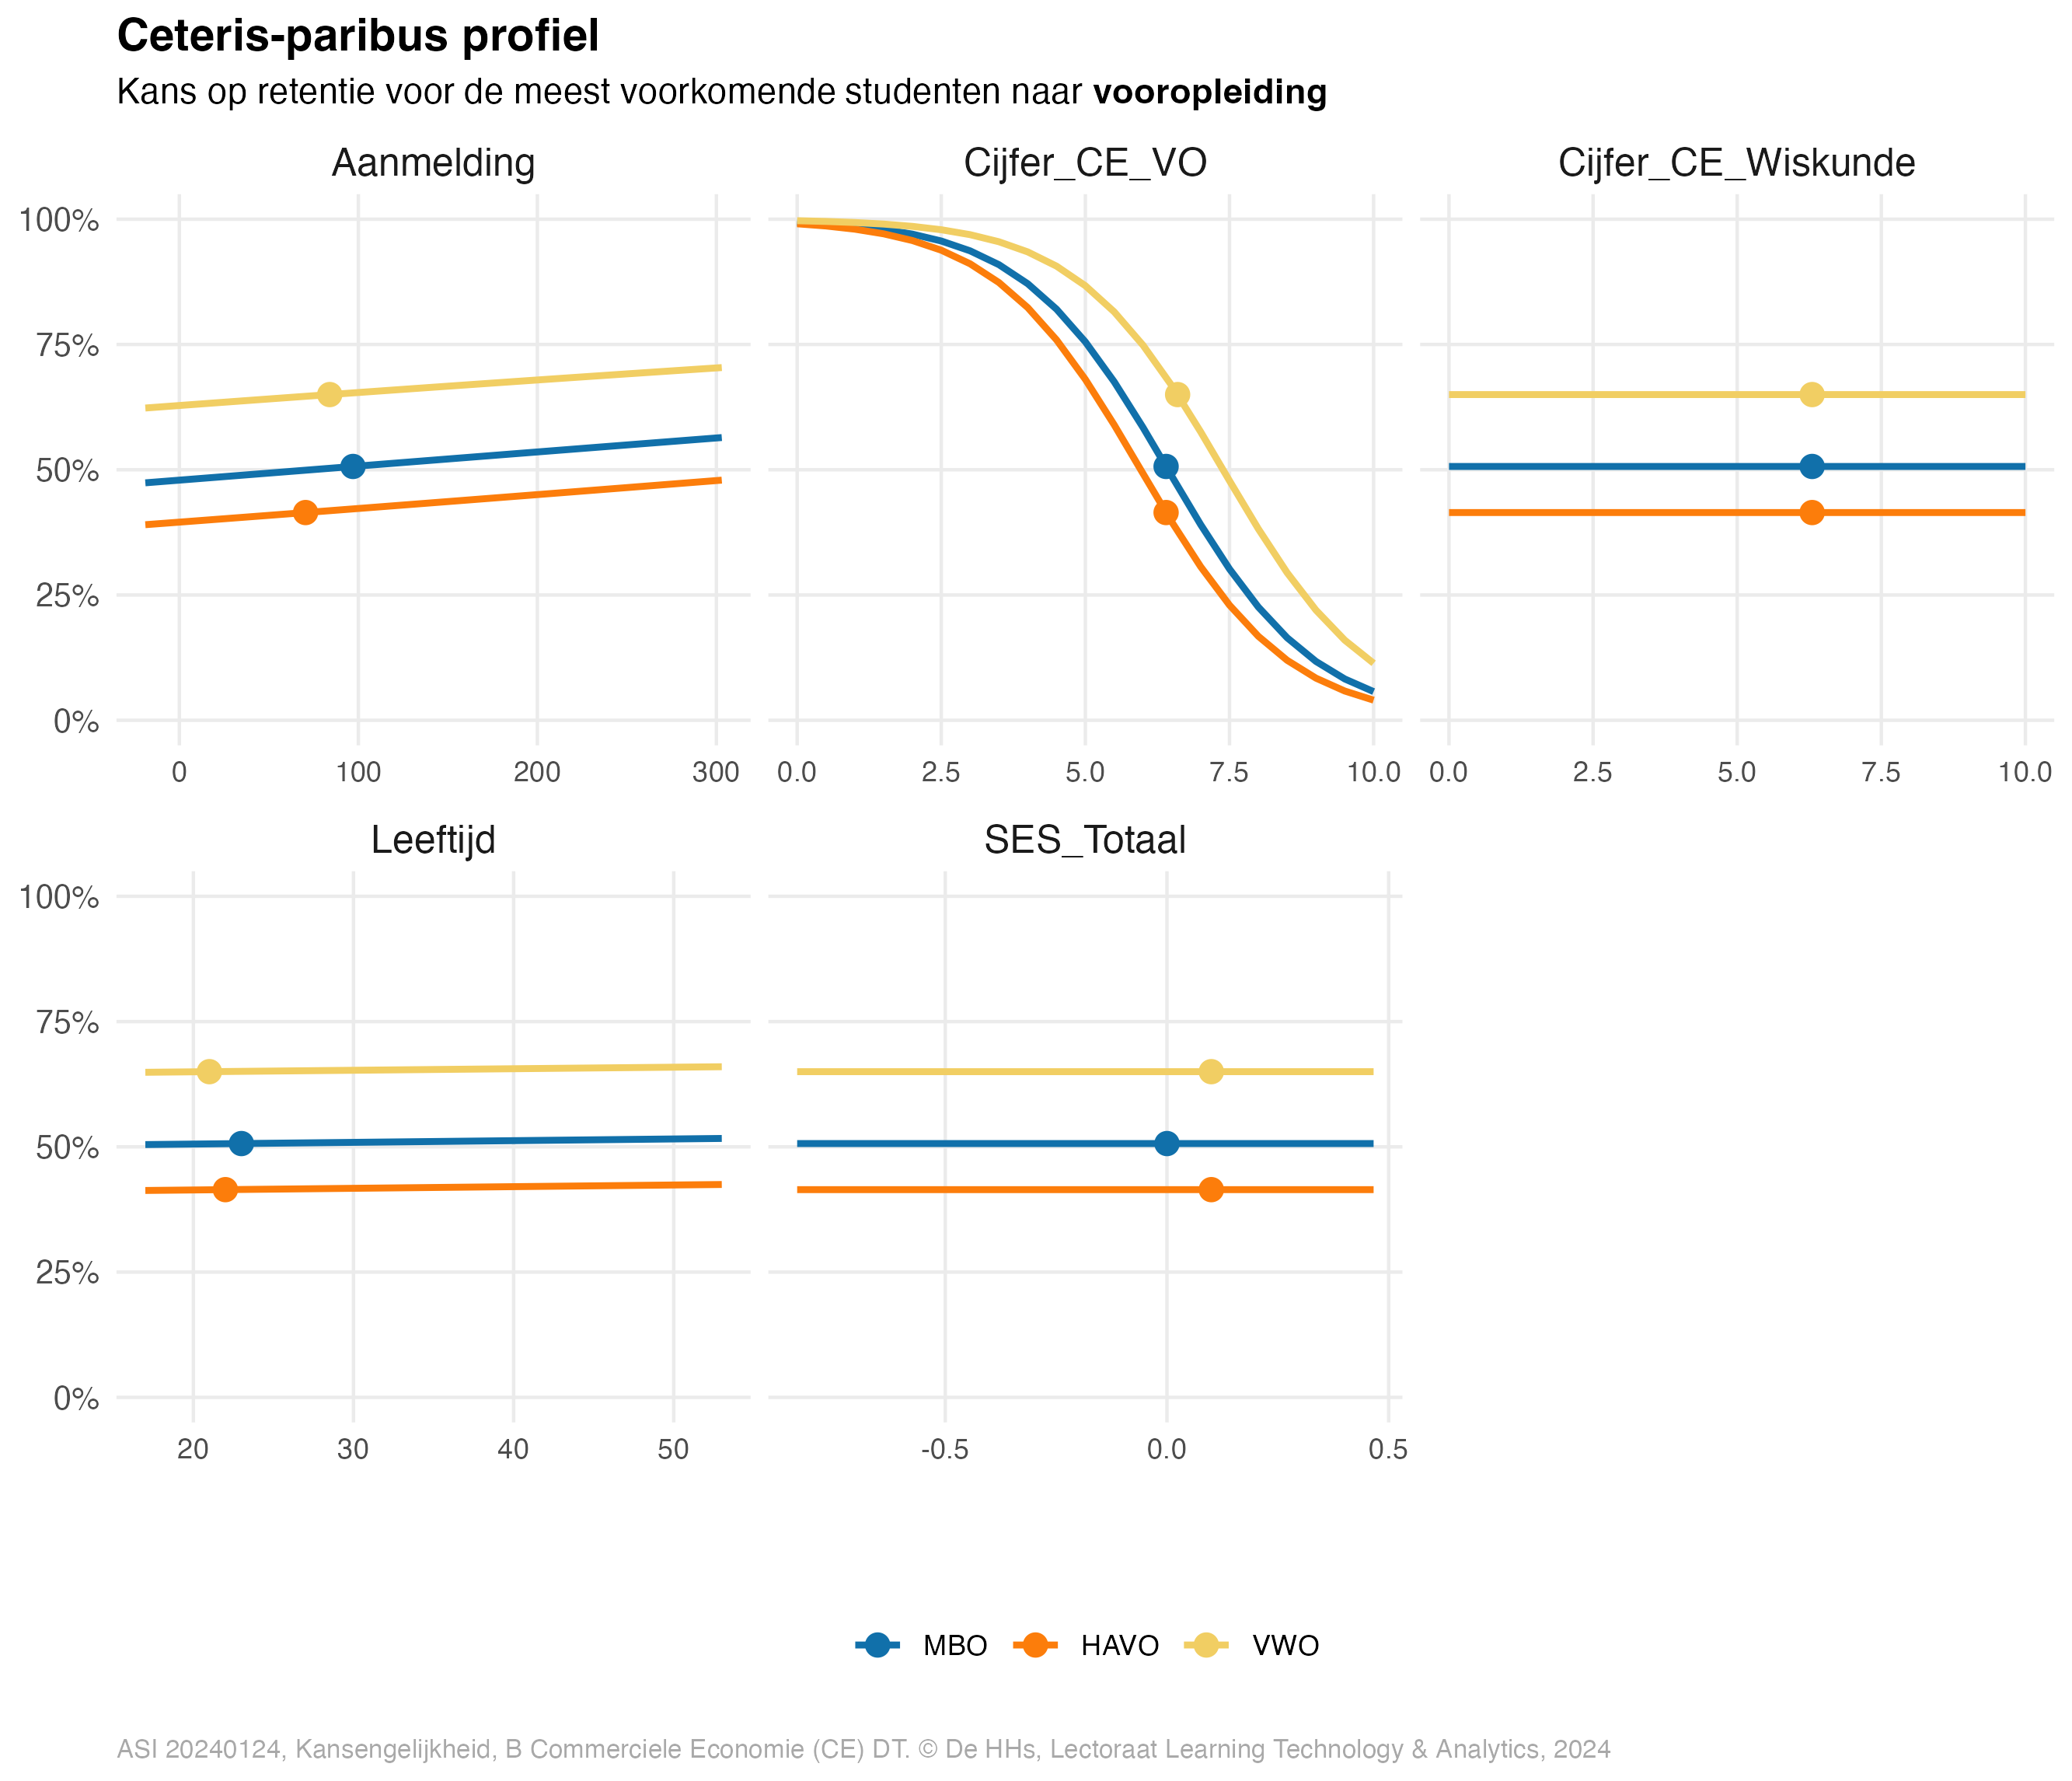 Ceteris-paribus profiel
Kans op retentie voor de meest voorkomende studenten naar vooropleiding
Aanmelding
Cijfer_CE_VO
Cijfer_CE_Wiskunde
100%
75%
50%
25%
0%
0 100 200 300
0.0 2.5 5.0 7.5 10.0
0.0 2.5 5.0 7.5 10.0
Leeftijd
SES_Totaal
100%
75%
50%
25%
0%
20 30 40 50
-0.5 0.0 0.5
MBO HAVO VWO
ASI 20240124, Kansengelijkheid, B Commerciele Economie (CE) DT. © De HHs, Lectoraat Learning Technology & Analytics, 2024